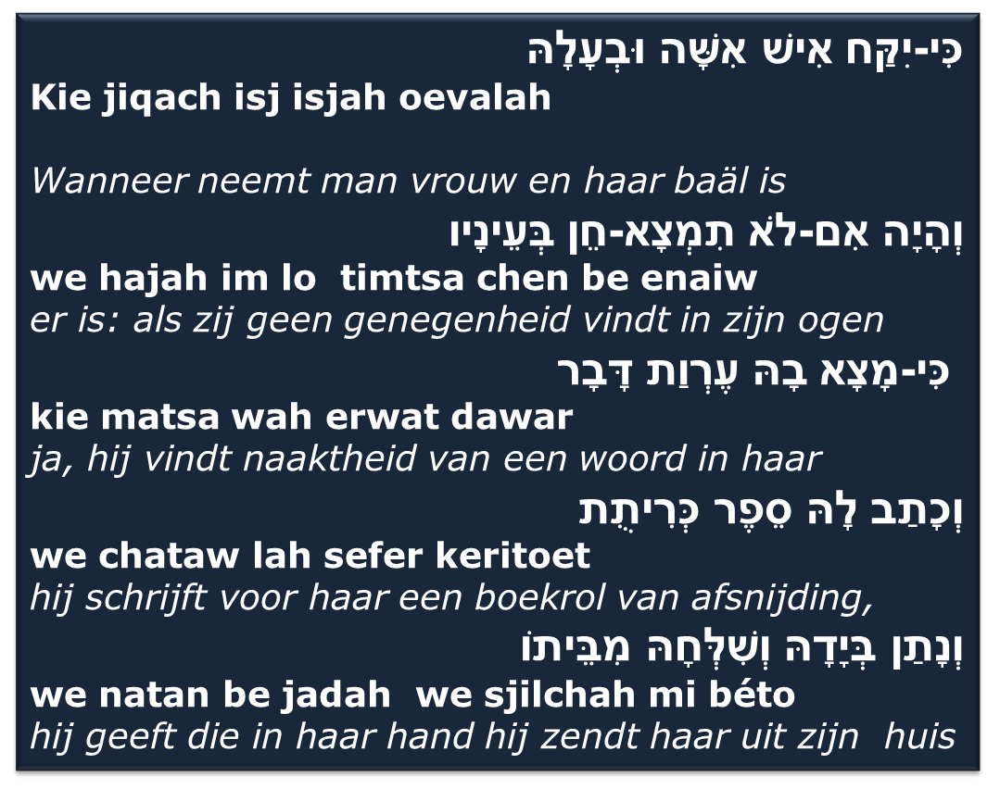 כִּי-יִקַּח אִישׁ אִשָּׁה וּבְעָלָהּ
Kie jiqach isj isjah oevalah
Wanneer neemt man vrouw en haar baäl is
וְהָיָה אִם-לֹא תִמְצָא-חֵן בְּעֵינָיו
we hajah im lo timtsa chen be enaiw
er is: als zij geen genegenheid vindt in zijn ogen
כִּי-מָצָא בָהּ עֶרְוַת דָּבָר
kie matsa wah erwat dawar
ja, hij vindt naaktheid van een woord in haar
וְכָתַב לָהּ סֵפֶר כְּרִיתֻת
we chataw lah sefer keritoet
hij schrijft voor haar een boekrol van afsnijding,
וְנָתַן בְּיָדָהּ וְשִׁלְּחָהּ מִבֵּיתוֹ
we natan be jadah we sjilchah mi béto
hij geeft die in haar hand hij zendt haar uit zijn huis